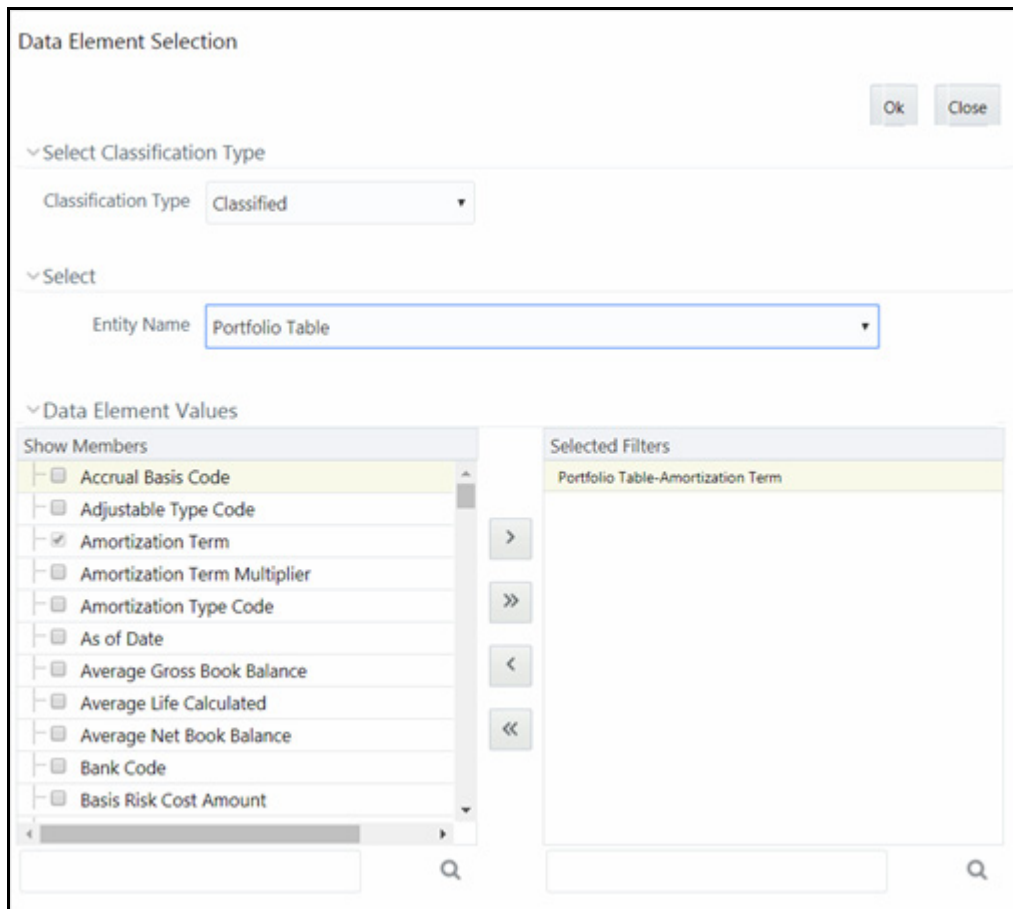 Data Element Selection
Ok Close
Select Classification Type
Classification Type Classified
Select
Entity Name Portfolio Table
Data Element Values
Show Members
Selected Filters
Accrual Basis Code
Portfolio Table-Amortization Term
Adjustable Type Code
Amortization Term
Amortization Term Multiplier
Amortization Type Code
As of Date
Average Gross Book Balance
Average Life Calculated
Average Net Book Balance
Bank Code
Basis Risk Cost Amount